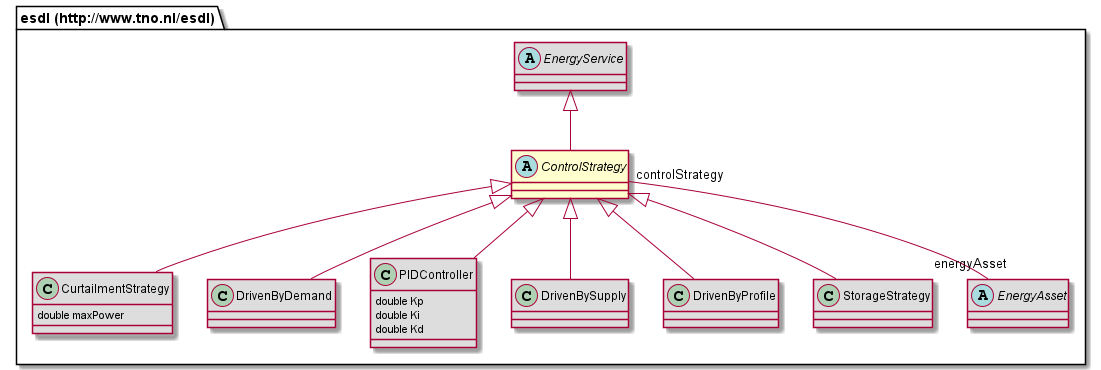 esdl (http://www.tno.nl/esdl)
A EnergyService
A ControlStrategy
controlStrategy
energyAsset
C CurtailmentStrategy
double maxPower
C DrivenByDemand
C PIDController
double Kp
double Ki
double Kd
C DrivenBySupply
C DrivenByProfile
C StorageStrategy
A EnergyAsset